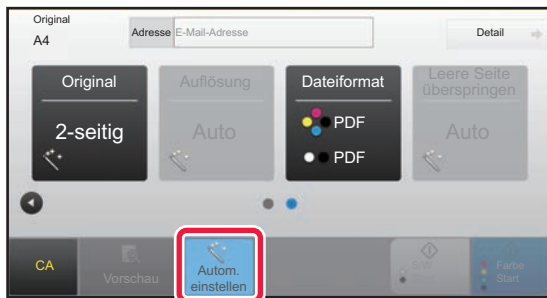 Original
A4
Adresse E-Mail-Adresse
Detail
Original
2-seitig
Auflösung
Auto
Dateiformat
PDF
PDF
Leere Seite
überspringen
Auto
CA
Vorschau
Autom.
einstellen
S/W
Start
Farbe
Start